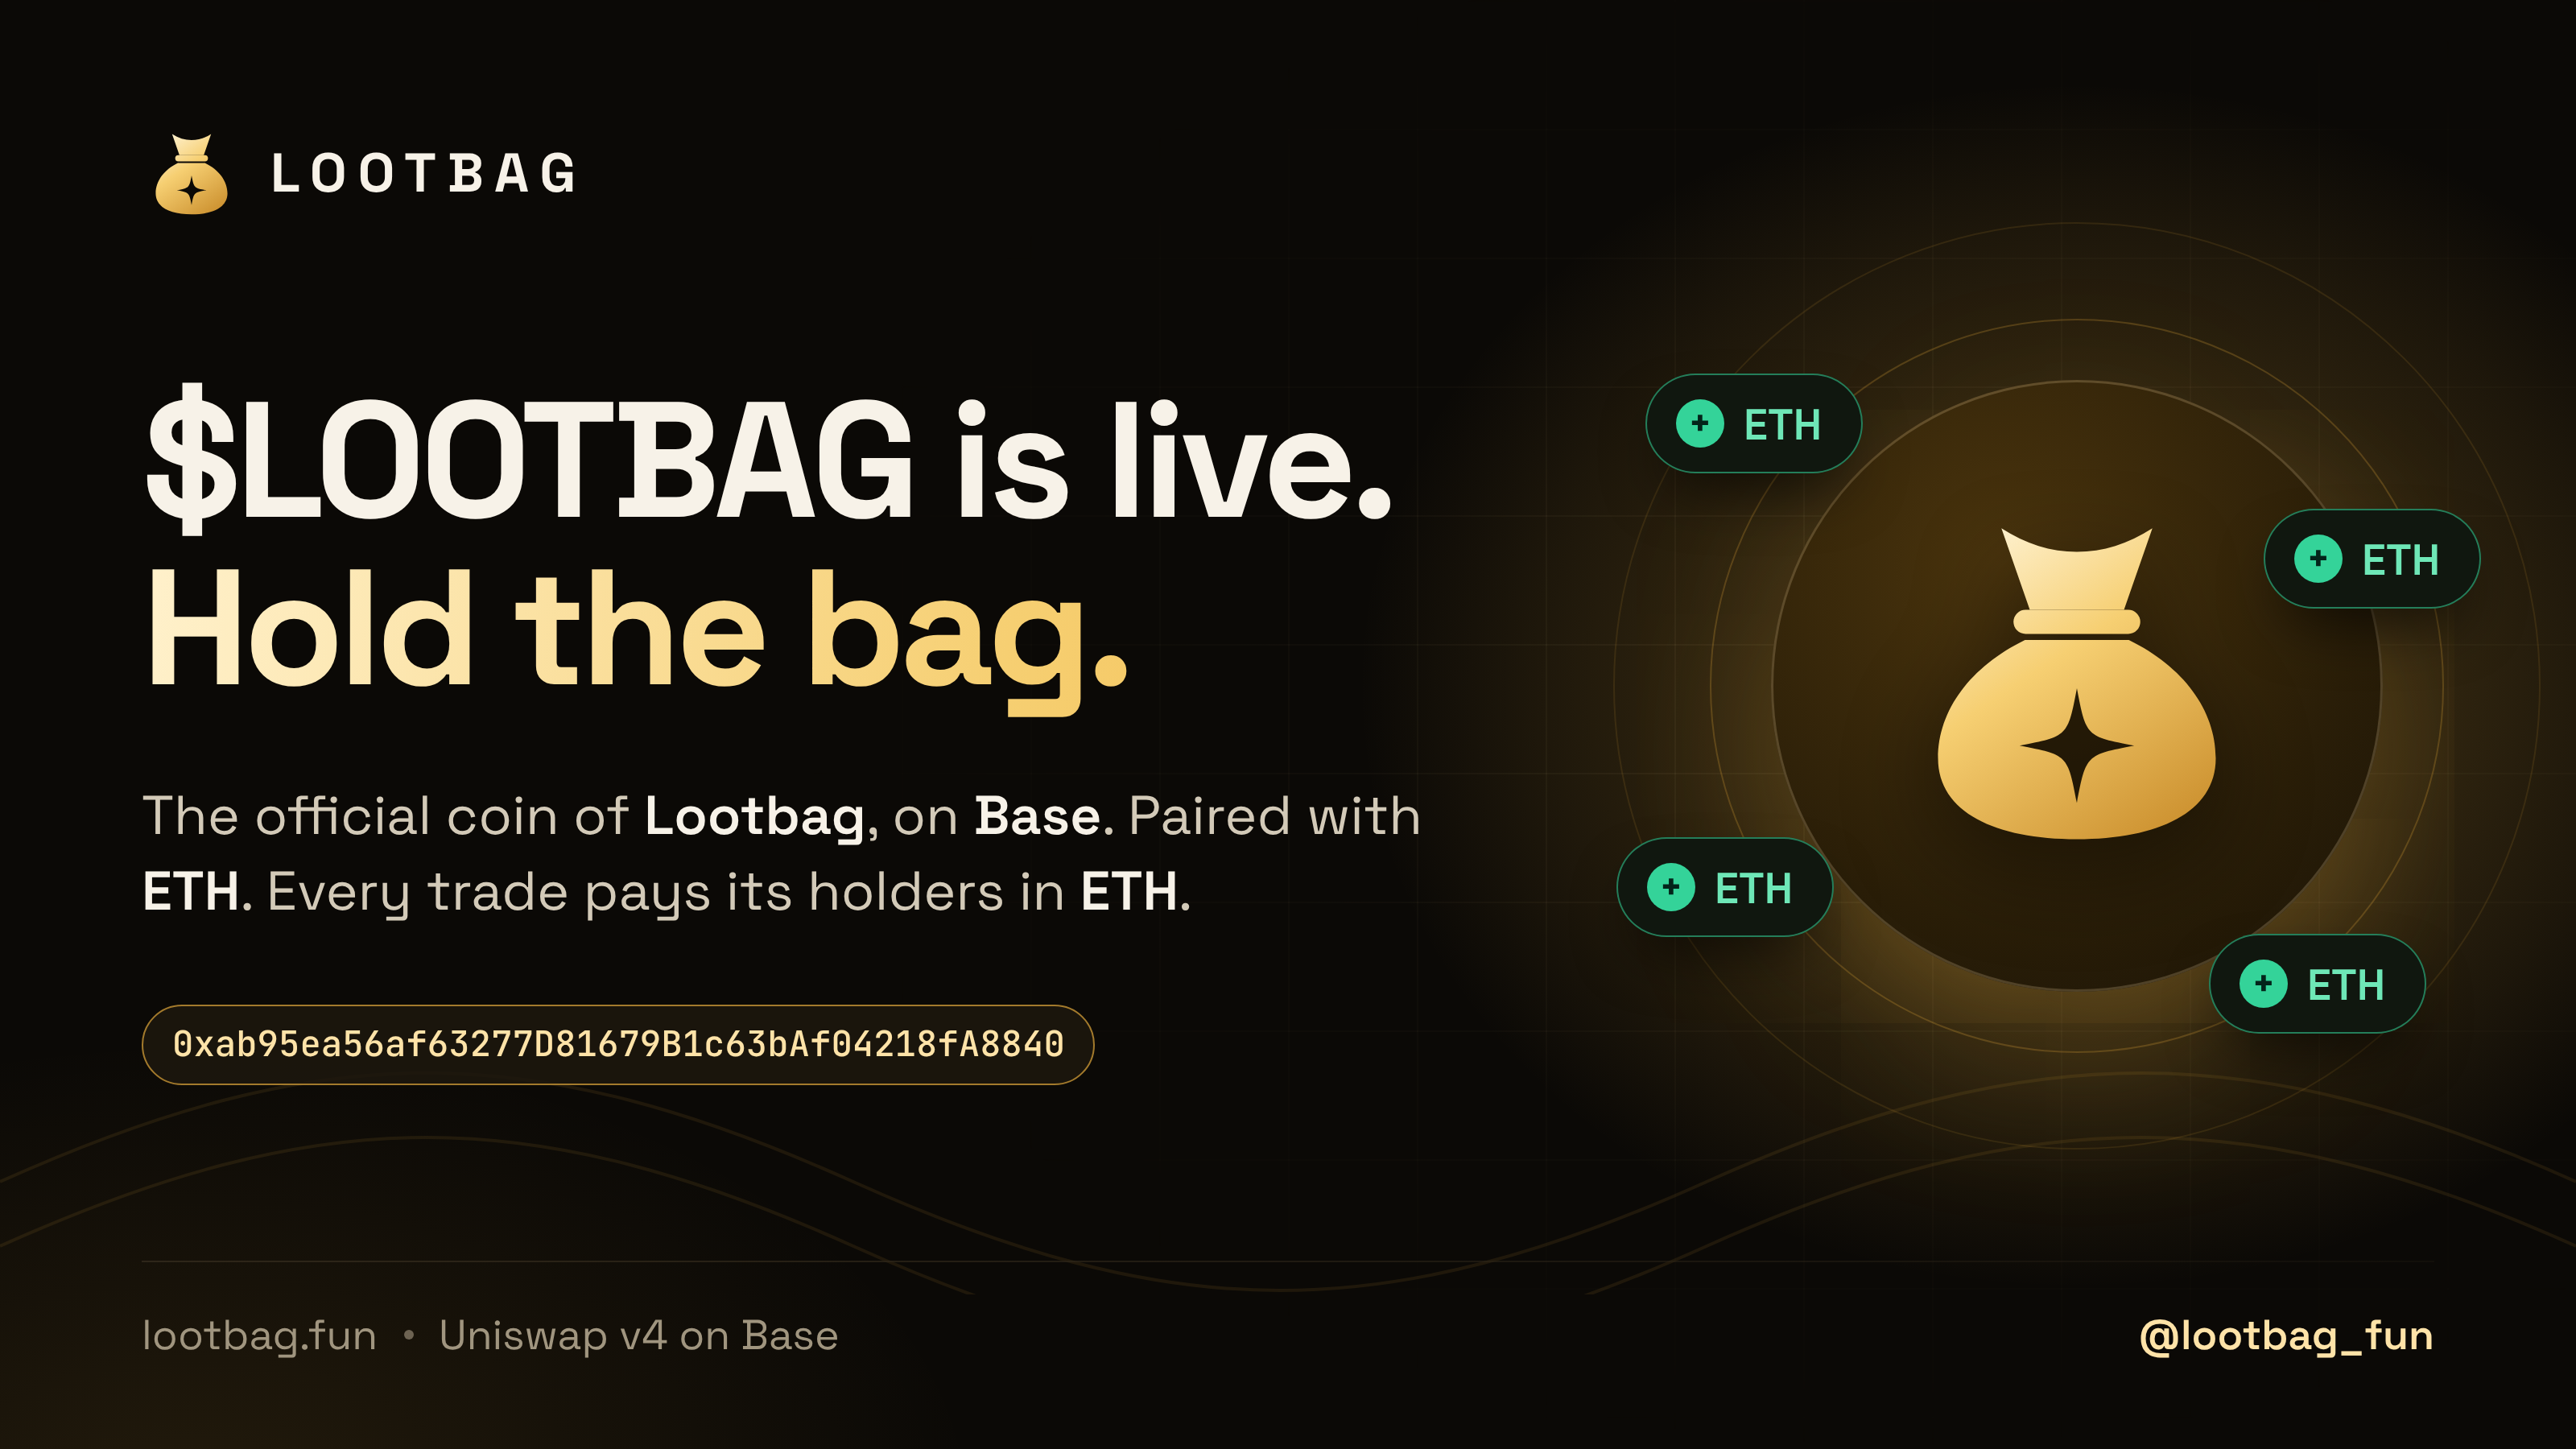 LOOTBAG
$LOOTBAG is live.
Hold the bag.
The official coin of Lootbag, on Base. Paired with
ETH. Every trade pays its holders in ETH.
0xab95ea56af63277D81679B1c63bAf04218fA8840
+ ETH
+ ETH
+ ETH
+ ETH
lootbag.fun • Uniswap v4 on Base
@lootbag_fun